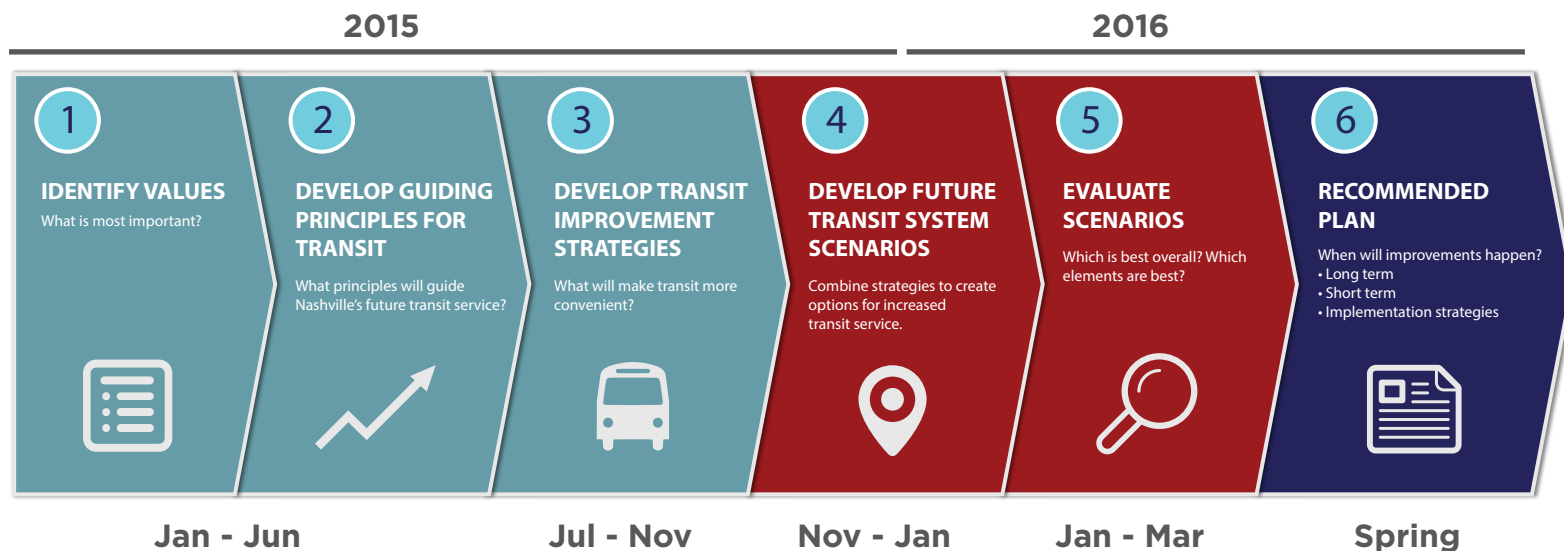 2015
2016
1
IDENTIFY VALUES
What is most important?
2
DEVELOP GUIDING
PRINCIPLES FOR
TRANSIT
What principles will guide
Nashville's future transit service?
3
DEVELOP TRANSIT
IMPROVEMENT
STRATEGIES
What will make transit more
convenient?
4
DEVELOP FUTURE
TRANSIT SYSTEM
SCENARIOS
Combine strategies to create
options for increased
transit service.
5
EVALUATE
SCENARIOS
Which is best overall? Which
elements are best?
6
RECOMMENDED
PLAN
When will improvements happen?
• Long term
• Short term
• Implementation strategies
Jan - Jun
Jul - Nov
Nov - Jan
Jan - Mar
Spring